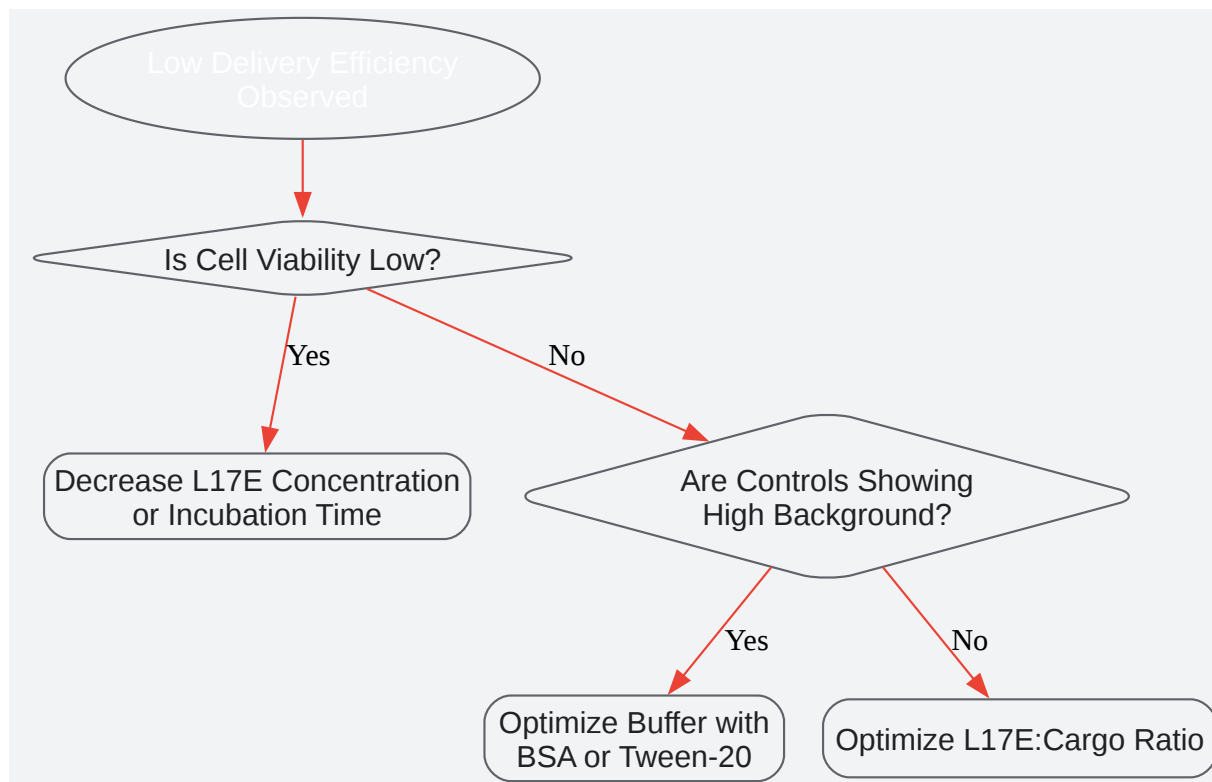 Low Delivery Efficiency
Observed
Is Cell Viability Low?
Yes
No
Decrease L17E Concentration
or Incubation Time
Are Controls Showing
High Background?
Yes
No
Optimize Buffer with
BSA or Tween-20
Optimize L17E:Cargo Ratio